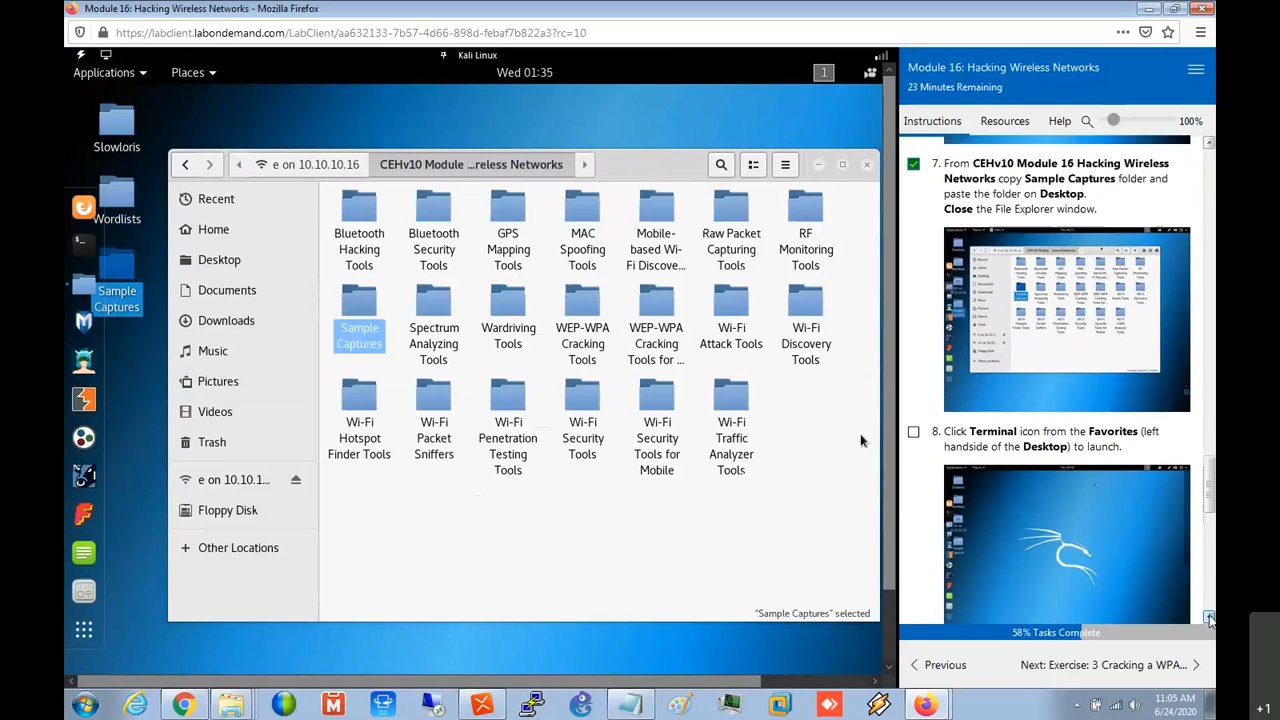 Module 16: Hacking Wireless Networks - Mozilla Firefox
https://labclient.labondemand.com/LabClient/aa632133-7b57-4d66-898d-febaf7b822a3?rc=10
Kali Linux
Applications
Places
Wed 01:35
1
Slowloris
Wordlists
Sample
Captures
e on 10.10.10.16
CEHv10 Module ...reless Networks
Recent
Home
Desktop
Documents
Downloads
Music
Pictures
Videos
Trash
e on 10.10.1...
Floppy Disk
Other Locations
Bluetooth
Hacking
Tools
Bluetooth
Security
Tools
GPS
Mapping
Tools
MAC
Spoofing
Tools
Mobile-
based Wi-
Fi Discove...
Raw Packet
Capturing
Tools
RF
Monitoring
Tools
Sample
Captures
Spectrum
Analyzing
Tools
Wardriving
Tools
WEP-WPA
Cracking
Tools
WEP-WPA
Cracking
Tools for ...
Wi-Fi
Attack Tools
Wi-Fi
Discovery
Tools
Wi-Fi
Hotspot
Finder Tools
Wi-Fi
Packet
Sniffers
Wi-Fi
Penetration
Testing
Tools
Wi-Fi
Security
Tools
Wi-Fi
Security
Tools for
Mobile
Wi-Fi
Traffic
Analyzer
Tools
"Sample Captures" selected
Module 16: Hacking Wireless Networks
23 Minutes Remaining
Instructions
Resources
Help
100%
7. From CEHv10 Module 16 Hacking Wireless
Networks copy Sample Captures folder and
paste the folder on Desktop.
Close the File Explorer window.
8. Click Terminal icon from the Favorites (left
handside of the Desktop) to launch.
58% Tasks Complete
Previous
Next: Exercise: 3 Cracking a WPA...
11:05 AM
6/24/2020
+1